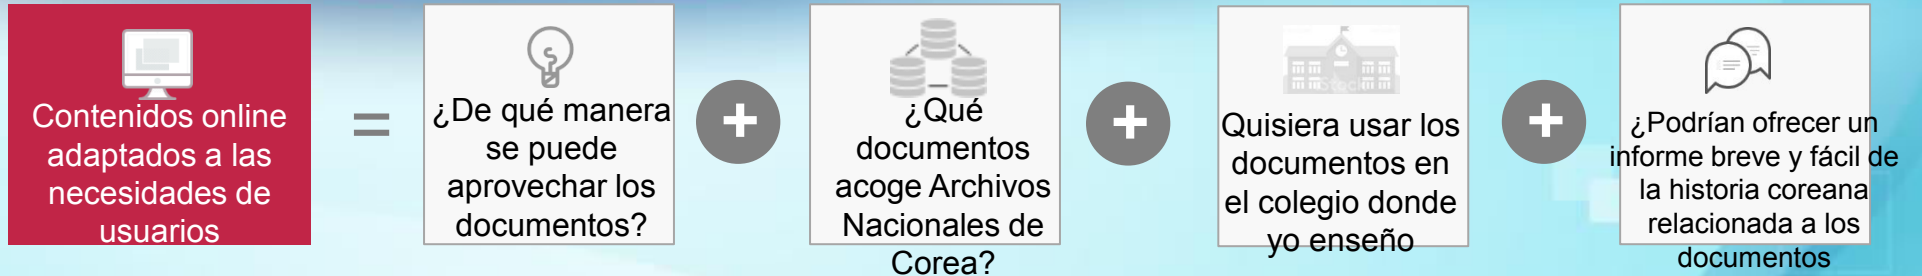 Contenidos online
adaptados a las
necesidades de
usuarios
=
¿De qué manera
se puede
aprovechar los
documentos?
+
¿Qué
documentos
acoge Archivos
Nacionales de
Corea?
+
Quisiera usar los
documentos en
el colegio donde
yo enseño
+
¿Podrían ofrecer un
informe breve y fácil de
la historia coreana
relacionada a los
documentos